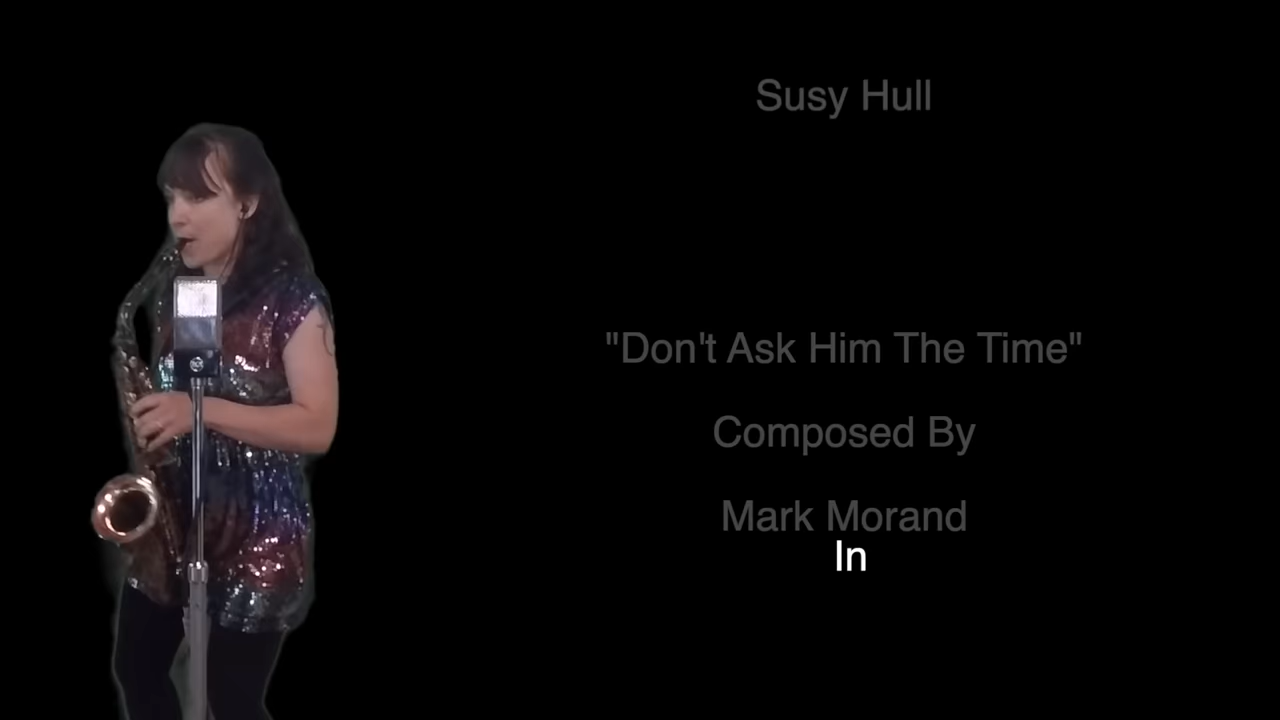 Susy Hull
"Don't Ask Him The Time"
Composed By
Mark Morand
In